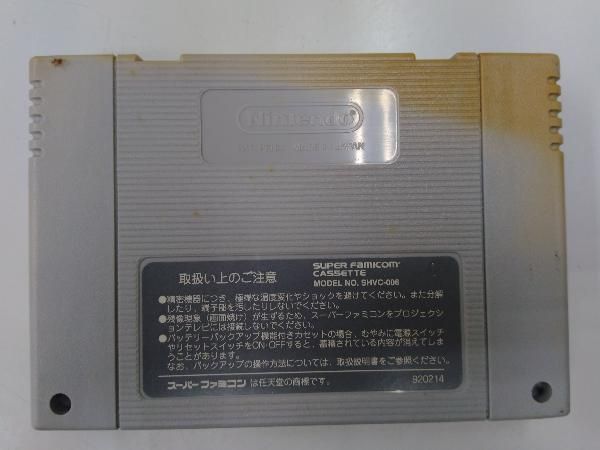 Nintendo
MADE IN JAPAN
取扱い上のご注意
SUPER FAMICOM
CASSETTE
MODEL NO. SHVC-006
●精密機器につき、極端な温度変化やショックを避けてください。また分解
したり、端子部を汚したりしないでください。
●残像現象(画面焼け)が生ずるため、スーパーファミコンをプロジェクシ
ョンテレビには接続しないでください。
●バッテリーバックアップ機能付きカセットの場合、むやみに電源スイッチ
やリセットスイッチをON・OFFすると、蓄積されている内容が消えてしま
うことがあります。
なお、バックアップの操作方法については、取扱説明書をご参照ください。
スーパーファミコンは任天堂の商標です。
920214